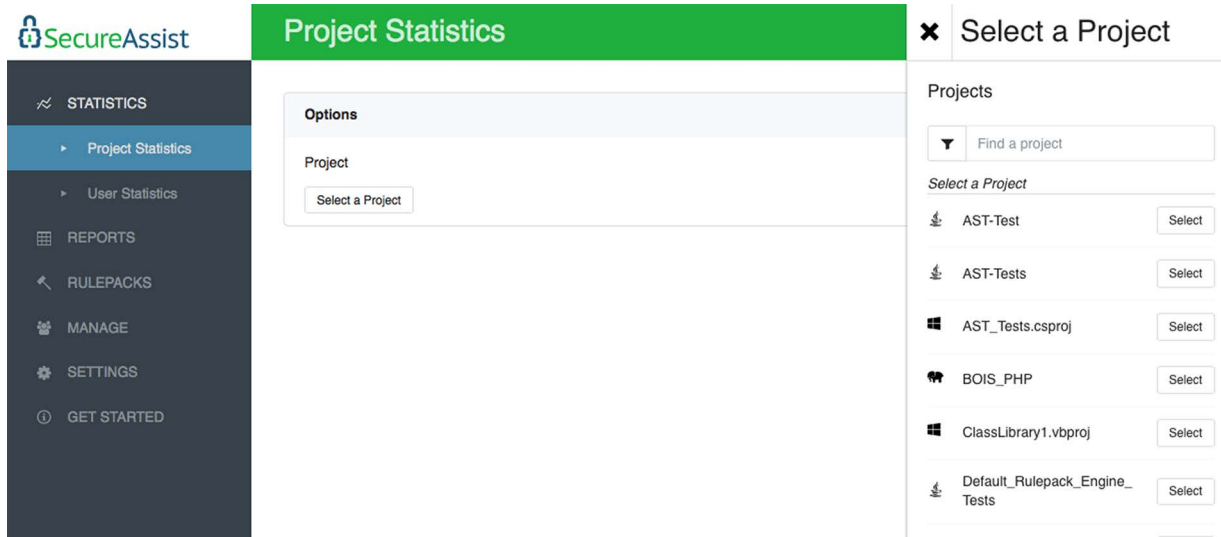 SecureAssist
STATISTICS
Project Statistics
User Statistics
REPORTS
RULEPACKS
MANAGE
SETTINGS
GET STARTED
Project Statistics
Options
Project
Select a Project
Select a Project
Projects
Find a project
Select a Project
AST-Test Select
AST-Tests Select
AST_Tests.csproj Select
BOIS_PHP Select
ClassLibrary1.vbproj Select
Default_Rulepack_Engine_
Tests Select